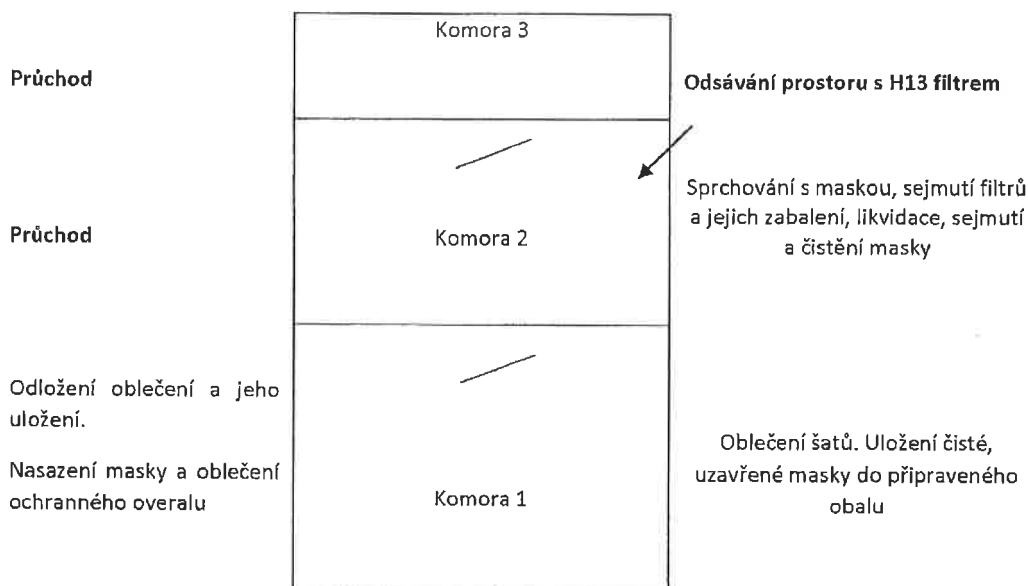 Komora 3
Průchod
Odsávání prostoru s H13 filtrem
Sprchování s maskou, sejmutí filtrů
a jejich zabalení, likvidace, sejmutí
a čistění masky
Průchod
Komora 2
Odložení oblečení a jeho
uložení.
Nasazení masky a oblečení
ochranného overalu
Komora 1
Oblečení šatů. Uložení čisté,
uzavřené masky do připraveného
obalu